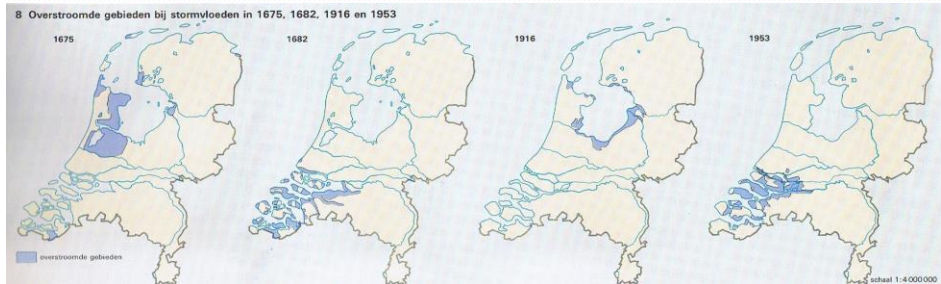 8 Overstroomde gebieden bij stormvloeden in 1675, 1682, 1916 en 1953
1675
1682
1916
1953
overstroomde gebieden
schaal 1:4 000 000